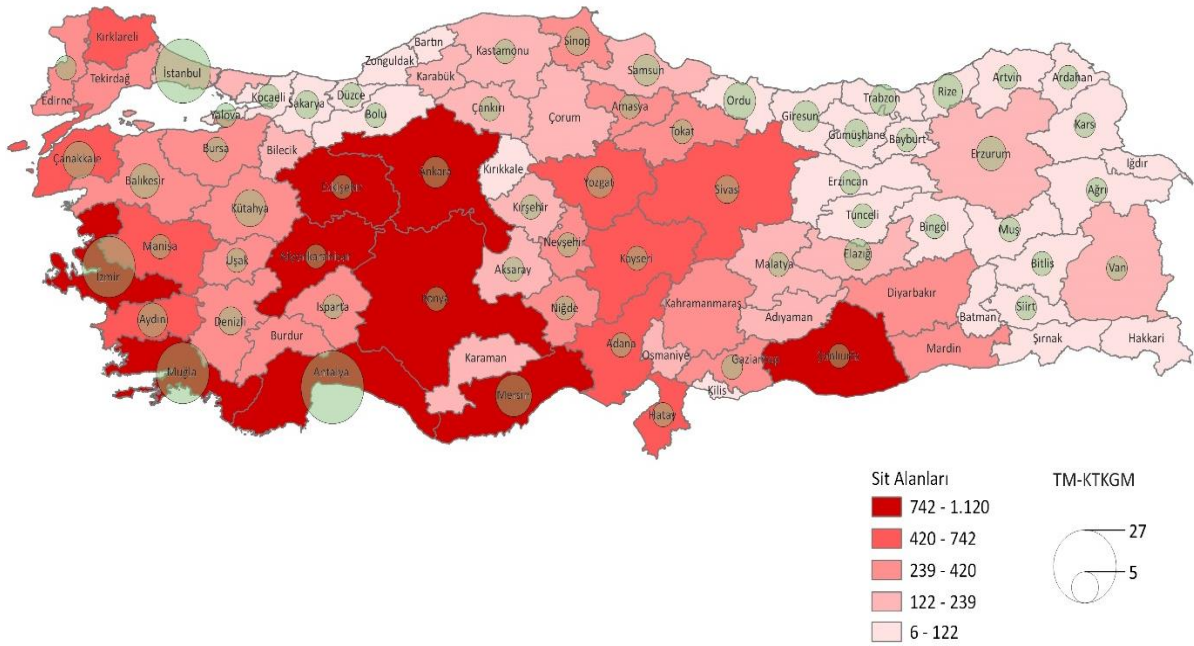 Kırklareli
Edirne
Tekirdağ
İstanbul
Kocaeli
Yalova
Sakarya
Düzce
Bolu
Zonguldak
Bartın
Karabük
Kastamonu
Sinop
Çankırı
Çorum
Samsun
Amasya
Tokat
Ordu
Giresun
Trabzon
Gümüşhane
Bayburt
Rize
Artvin
Ardahan
Kars
Iğdır
Erzurum
Ağrı
Erzincan
Tunceli
Bingöl
Muş
Bitlis
Van
Elazığ
Malatya
Diyarbakır
Batman
Siirt
Şırnak
Hakkari
Mardin
Adıyaman
Kahramanmaraş
Gaziantep
Kilis
Osmaniye
Hatay
Adana
Mersin
Karaman
Konya
Niğde
Aksaray
Nevşehir
Kırşehir
Kayseri
Yozgat
Sivas
Kırıkkale
Ankara
Bilecik
Bursa
Çanakkale
Balıkesir
Kütahya
Manisa
Uşak
İzmir
Aydın
Denizli
Isparta
Burdur
Muğla
Antalya
Sit Alanları
742 - 1.120
420 - 742
239 - 420
122 - 239
6 - 122
TM-KTKGM
27
5